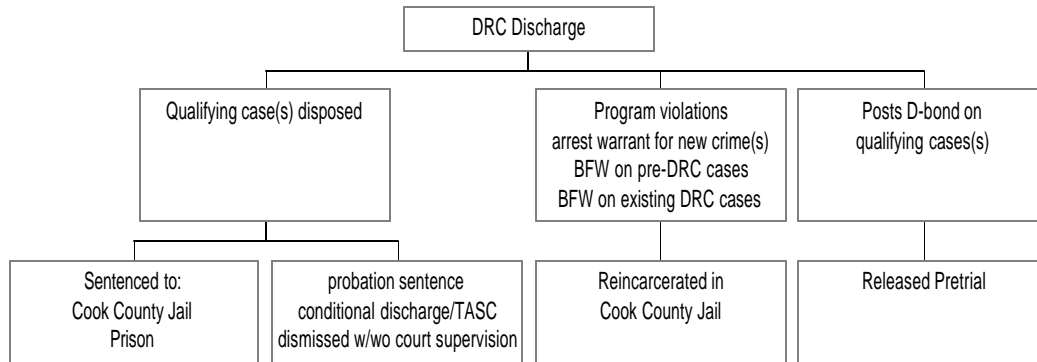 DRC Discharge
Qualifying case(s) disposed
Program violations
arrest warrant for new crime(s)
BFW on pre-DRC cases
BFW on existing DRC cases
Posts D-bond on
qualifying cases(s)
Sentenced to:
Cook County Jail
Prison
probation sentence
conditional discharge/TASC
dismissed w/wo court supervision
Reincarcerated in
Cook County Jail
Released Pretrial